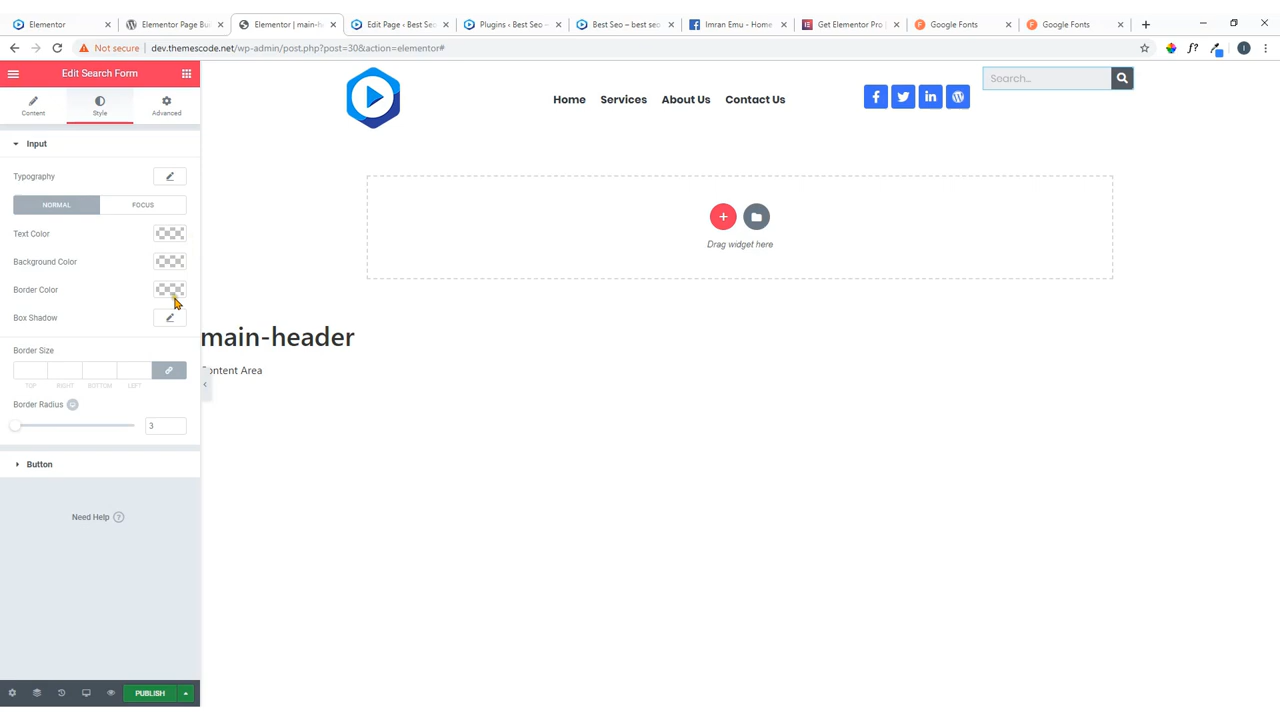 Elementor
Elementor Page Bui
Elementor | main-h
Edit Page ‹ Best Seo
Plugins ‹ Best Seo –
Best Seo – best seo
Imran Emu - Home
Get Elementor Pro |
Google Fonts
Google Fonts
Not secure
dev.themescode.net/wp-admin/post.php?post=30&action=elementor#
f?
I
Edit Search Form
Content
Style
Advanced
Input
Typography
NORMAL
FOCUS
Text Color
Background Color
Border Color
Box Shadow
Border Size
TOP
RIGHT
BOTTOM
LEFT
Border Radius
3
Button
Need Help
PUBLISH
Home
Services
About Us
Contact Us
Search...
Drag widget here
main-header
ontent Area